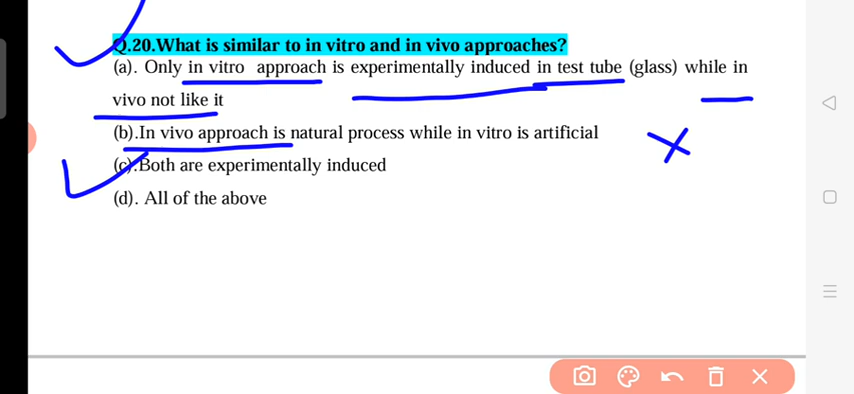 Q.20.What is similar to in vitro and in vivo approaches?
(a). Only in vitro approach is experimentally induced in test tube (glass) while in
vivo not like it
(b).In vivo approach is natural process while in vitro is artificial
(c).Both are experimentally induced
(d). All of the above